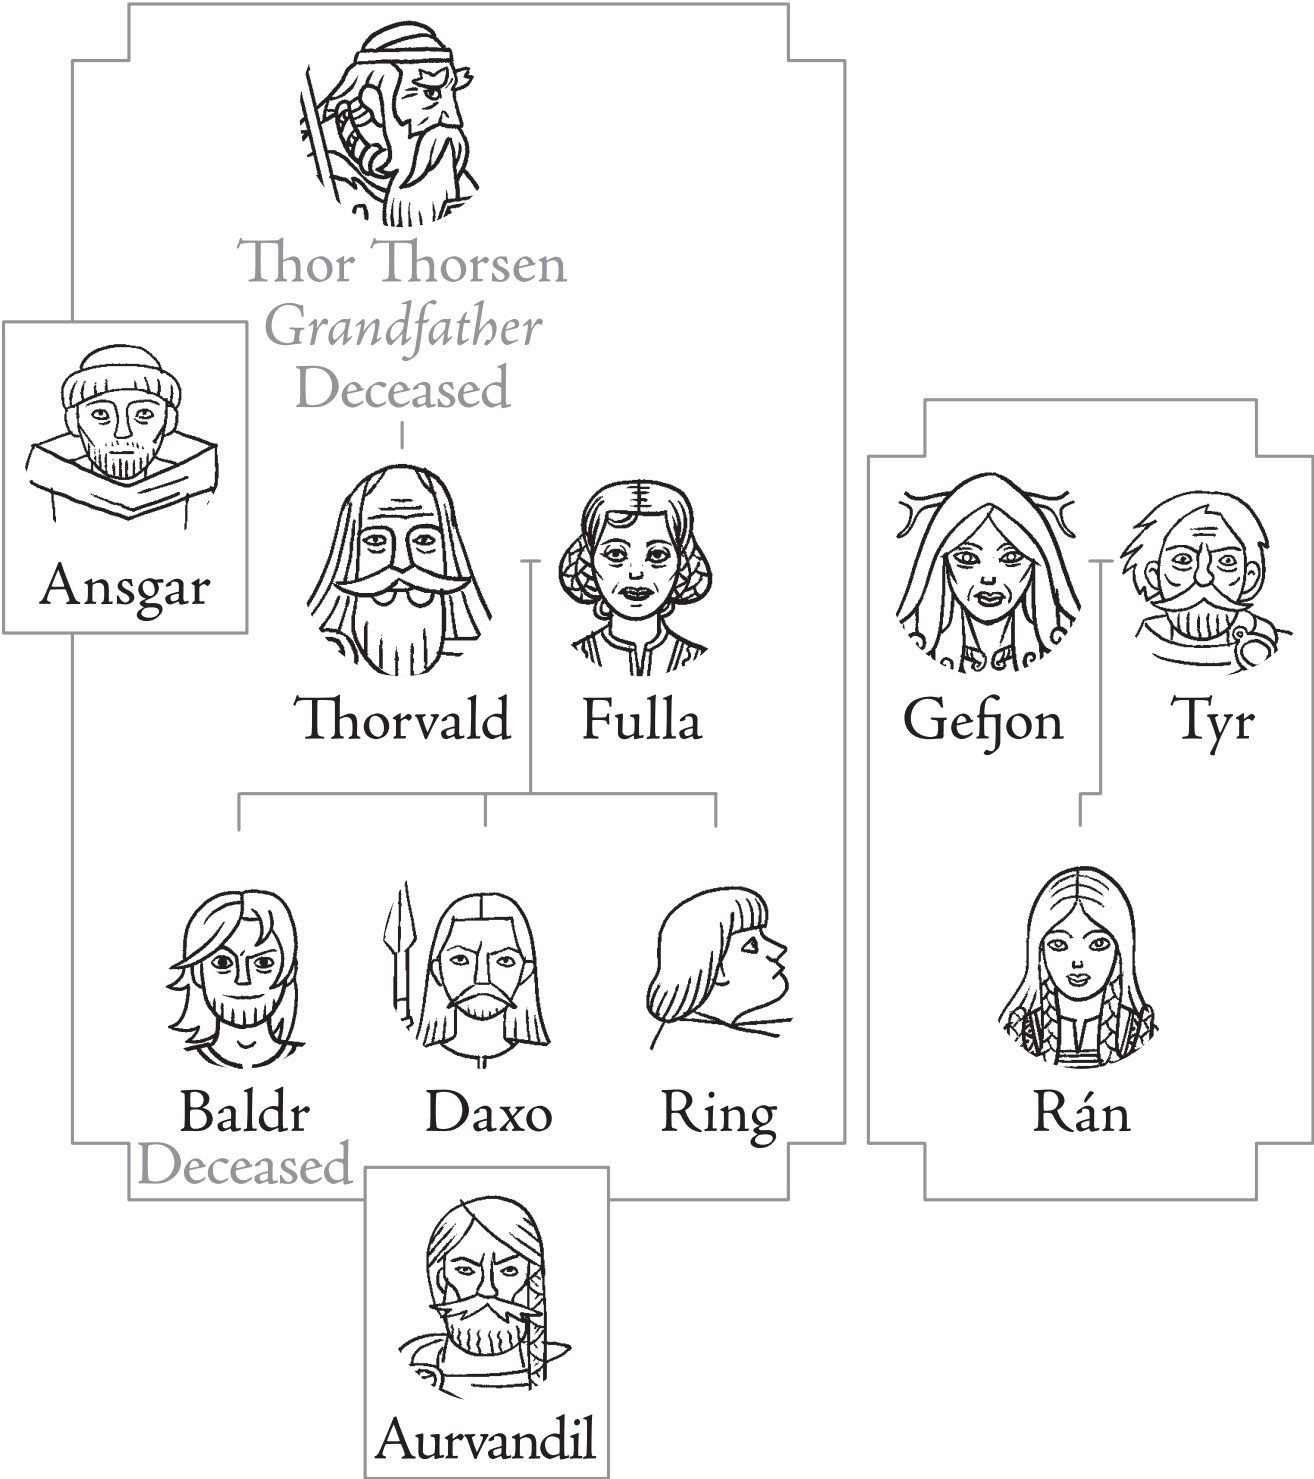 Thor Thorsen
Grandfather
Deceased
Ansgar
Thorvald
Fulla
Gefjon
Tyr
Baldr
Deceased
Daxo
Ring
Rán
Aurvandil